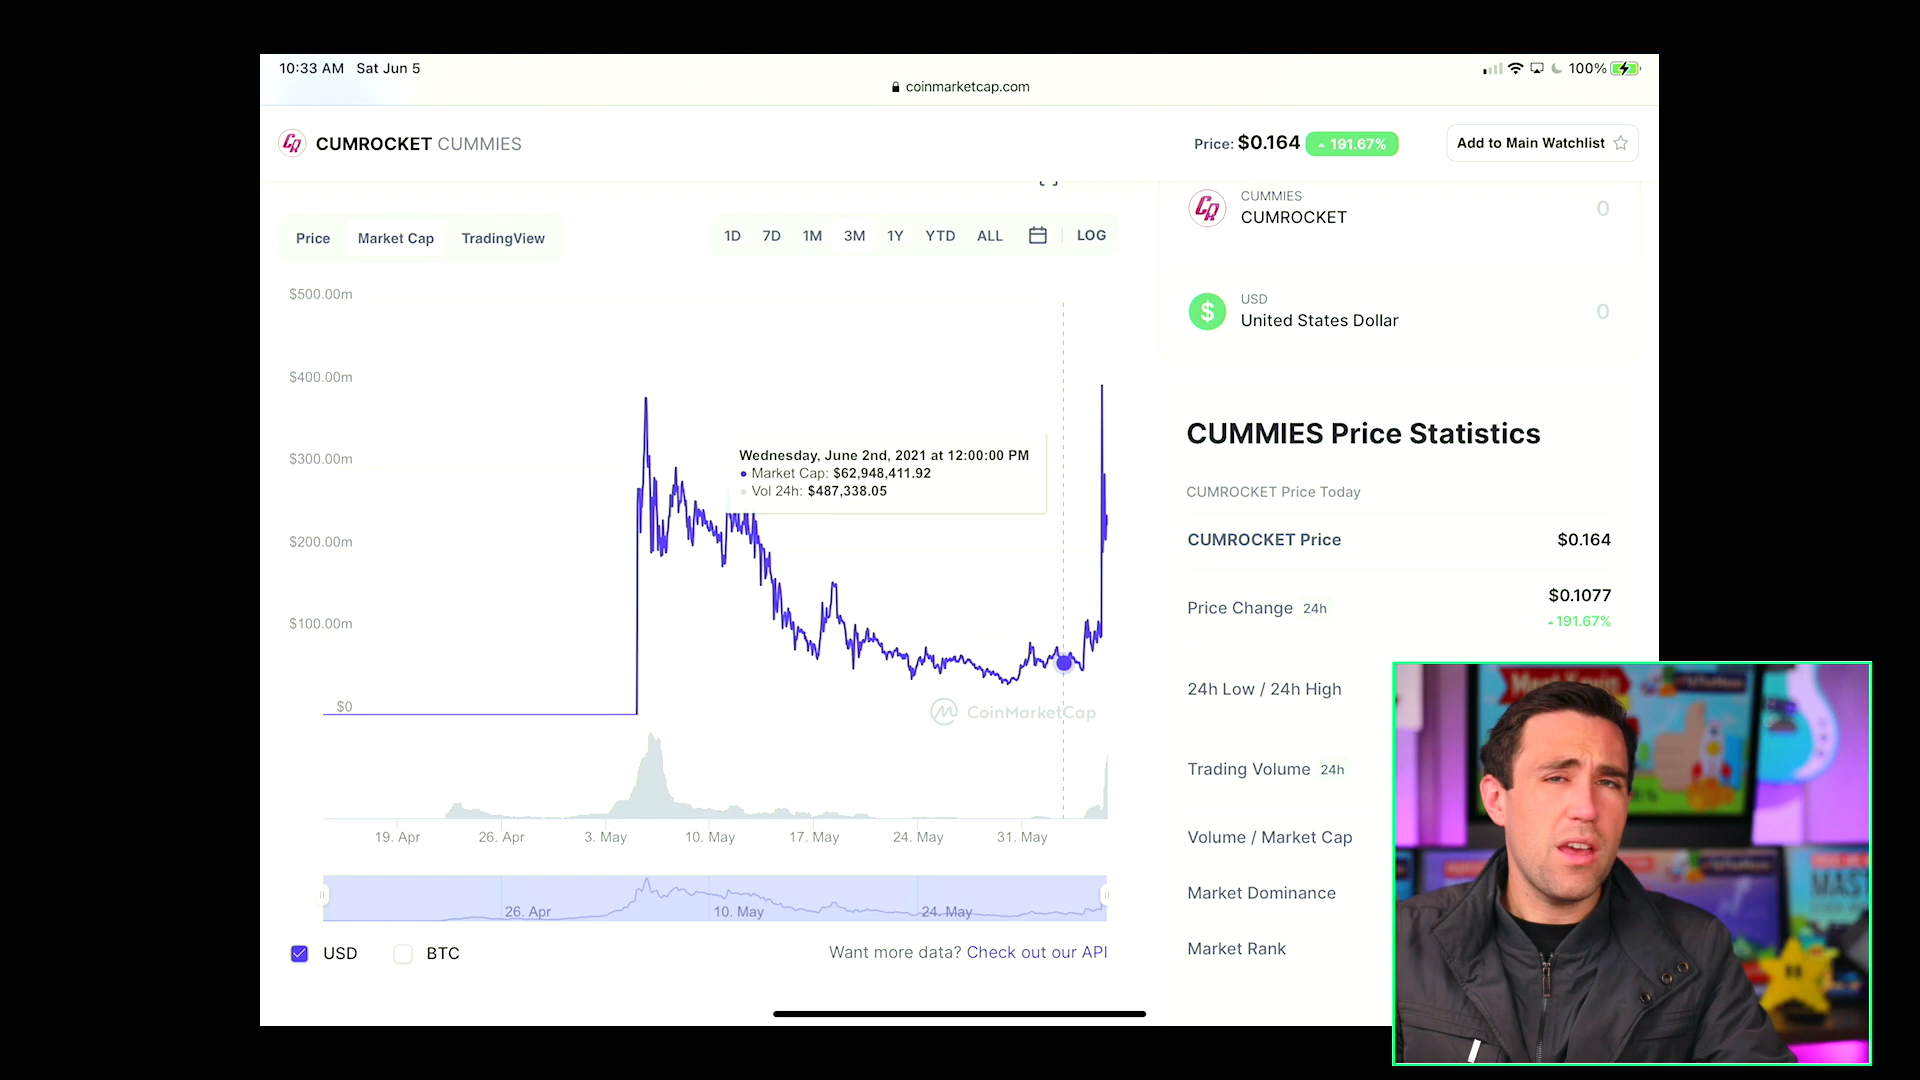 10:33 AM Sat Jun 5
100%
coinmarketcap.com
CUMROCKET CUMMIES
Price: $0.164 191.67%
Add to Main Watchlist
Price Market Cap TradingView
1D 7D 1M 3M 1Y YTD ALL LOG
CUMMIES
CUMROCKET
0
USD
United States Dollar
0
$500.00m
$400.00m
$300.00m
$200.00m
$100.00m
$0
Wednesday, June 2nd, 2021 at 12:00:00 PM
Market Cap: $62,948,411.92
Vol 24h: $487,338.05
CoinMarketCap
19. Apr 26. Apr 3. May 10. May 17. May 24. May 31. May
26. Apr 10. May 24. May
USD BTC
Want more data? Check out our API
CUMMIES Price Statistics
CUMROCKET Price Today
CUMROCKET Price $0.164
Price Change 24h $0.1077
191.67%
24h Low / 24h High
Trading Volume 24h
Volume / Market Cap
Market Dominance
Market Rank